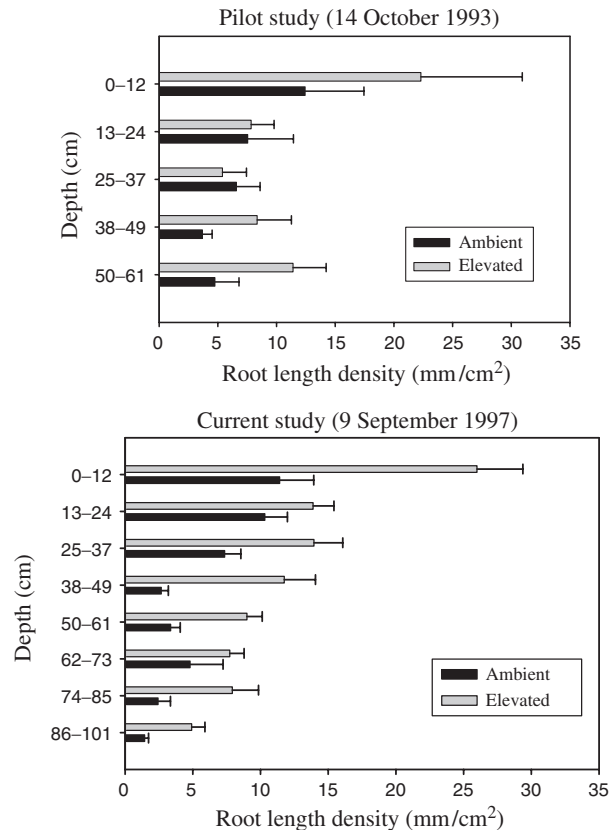 Pilot study (14 October 1993)
Depth (cm)
0–12
13–24
25–37
38–49
50–61
Ambient
Elevated
0 5 10 15 20 25 30 35
Root length density (mm/cm²)
Current study (9 September 1997)
Depth (cm)
0–12
13–24
25–37
38–49
50–61
62–73
74–85
86–101
Ambient
Elevated
0 5 10 15 20 25 30 35
Root length density (mm/cm²)